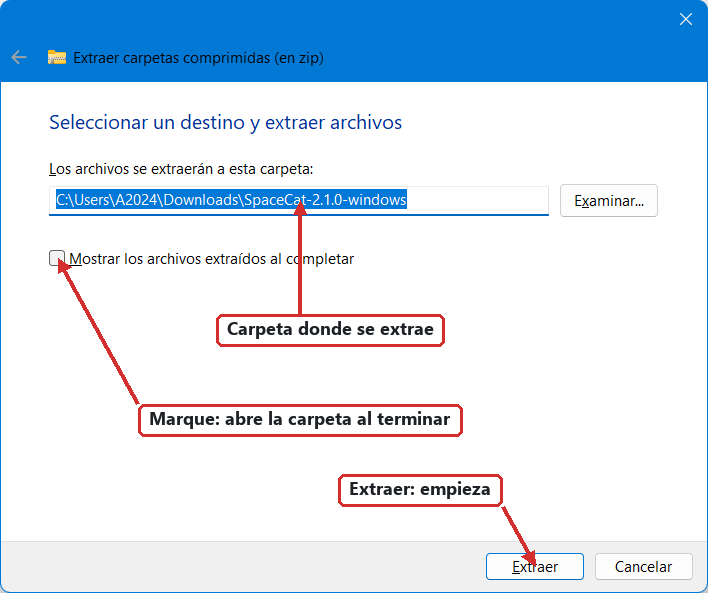 Extraer carpetas comprimidas (en zip)
Seleccionar un destino y extraer archivos
Los archivos se extraerán a esta carpeta:
C:\Users\A2024\Downloads\SpaceCat-2.1.0-windows
Examinar...
Mostrar los archivos extraídos al completar
Carpeta donde se extrae
Marque: abre la carpeta al terminar
Extraer: empieza
Extraer
Cancelar